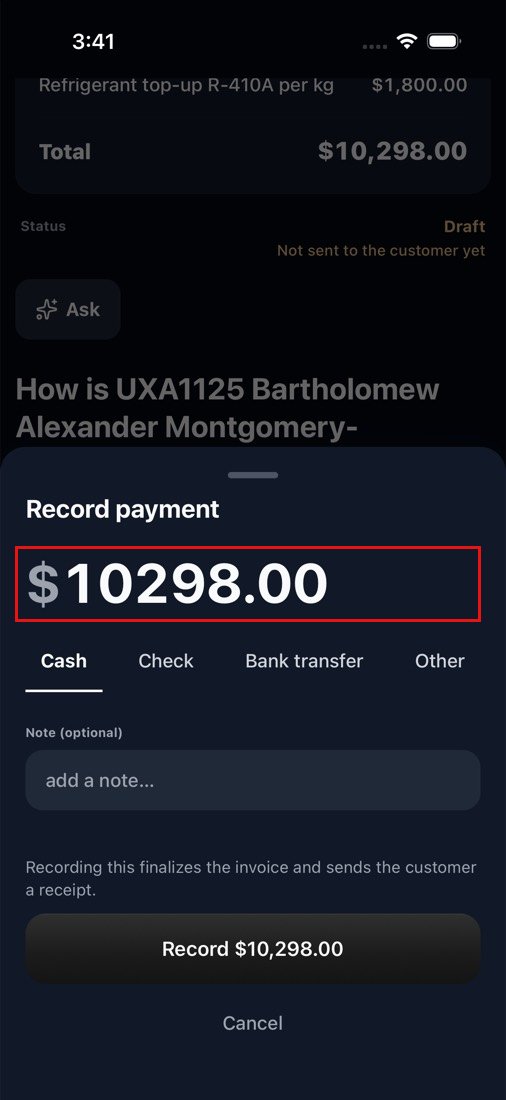 3:41
Refrigerant top-up R-410A per kg $1,800.00
Total $10,298.00
Status Draft
Not sent to the customer yet
Ask
How is UXA1125 Bartholomew
Alexander Montgomery-
Record payment
$10298.00
Cash Check Bank transfer Other
Note (optional)
add a note...
Recording this finalizes the invoice and sends the customer
a receipt.
Record $10,298.00
Cancel